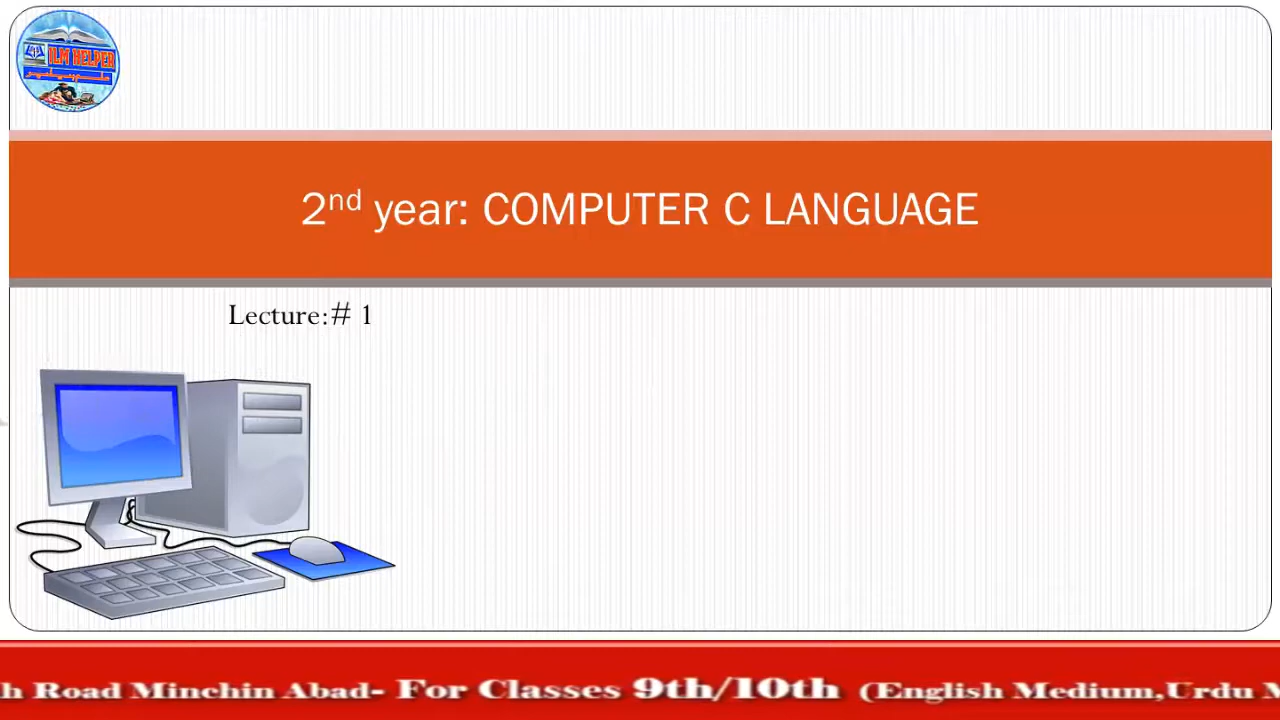 ILM HELPER
2nd year: COMPUTER C LANGUAGE
Lecture:# 1
h Road Minchin Abad- For Classes 9th/10th (English Medium,Urdu M